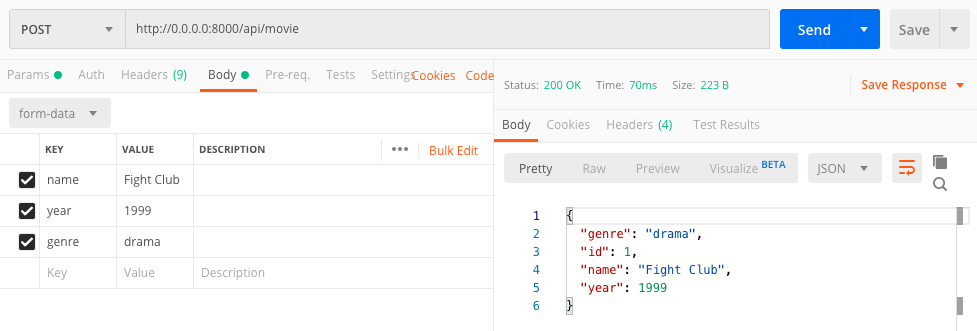 POST http://0.0.0.0:8000/api/movie Send Save
Params Auth Headers (9) Body Pre-req. Tests Settings Cookies Code
form-data
KEY VALUE DESCRIPTION ••• Bulk Edit
name Fight Club
year 1999
genre drama
Key Value Description
Status: 200 OK Time: 70ms Size: 223 B Save Response
Body Cookies Headers (4) Test Results
Pretty Raw Preview Visualize BETA JSON
1 {
2 "genre": "drama",
3 "id": 1,
4 "name": "Fight Club",
5 "year": 1999
6 }